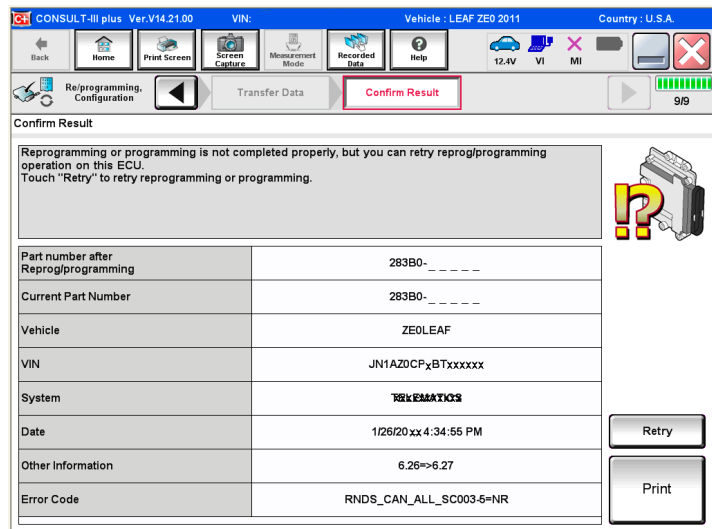 CONSULT-III plus Ver.V14.21.00 VIN: Vehicle : LEAF ZE0 2011 Country : U.S.A.
Back Home Print Screen Screen Capture Measurement Mode Recorded Data Help 12.4V VI MI
Re/programming, Configuration Transfer Data Confirm Result 9/9
Confirm Result
Reprogramming or programming is not completed properly, but you can retry reprog/programming
operation on this ECU.
Touch "Retry" to retry reprogramming or programming.
!?
Part number after
Reprog/programming
283B0-_ _ _ _ _
Current Part Number 283B0-_ _ _ _ _
Vehicle ZE0LEAF
VIN JN1AZ0CPxBTxxxxxx
System
Date 1/26/20xx 4:34:55 PM
Other Information 6.26=>6.27
Error Code RNDS_CAN_ALL_SC003-5=NR
Retry
Print